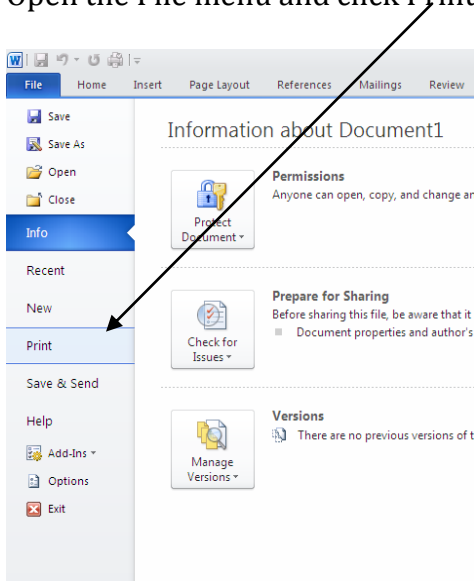 Open the File menu and click Print
W
File Home Insert Page Layout References Mailings Review
Save
Save As
Open
Close
Info
Recent
New
Print
Save & Send
Help
Add-Ins
Options
Exit
Information about Document1
Protect
Document
Permissions
Anyone can open, copy, and change
Check for
Issues
Prepare for Sharing
Before sharing this file, be aware that it
Document properties and author's
Manage
Versions
Versions
There are no previous versions of